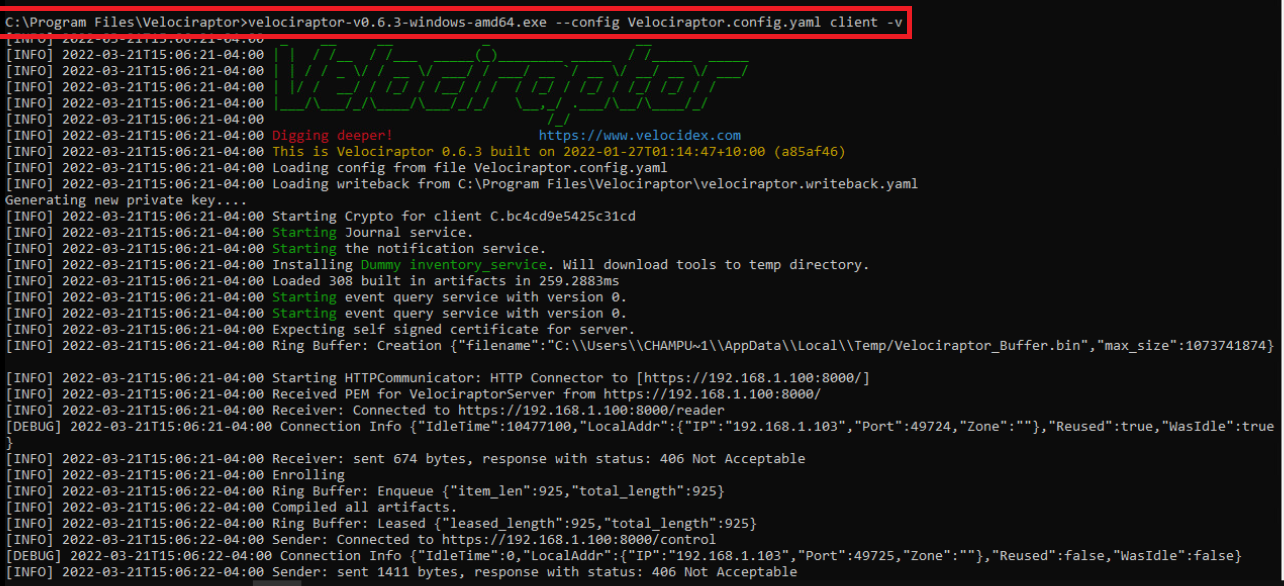 C:\Program Files\Velociraptor>velociraptor-v0.6.3-windows-amd64.exe --config Velociraptor.config.yaml client -v
[INFO] 2022-03-21T15:06:21-04:00
[INFO] 2022-03-21T15:06:21-04:00
[INFO] 2022-03-21T15:06:21-04:00
[INFO] 2022-03-21T15:06:21-04:00
[INFO] 2022-03-21T15:06:21-04:00
[INFO] 2022-03-21T15:06:21-04:00
Velociraptor
[INFO] 2022-03-21T15:06:21-04:00 Digging deeper! https://www.velocidex.com
[INFO] 2022-03-21T15:06:21-04:00 This is Velociraptor 0.6.3 built on 2022-01-27T01:14:47+10:00 (a85af46)
[INFO] 2022-03-21T15:06:21-04:00 Loading config from file Velociraptor.config.yaml
[INFO] 2022-03-21T15:06:21-04:00 Loading writeback from C:\Program Files\Velociraptor\velociraptor.writeback.yaml
Generating new private key....
[INFO] 2022-03-21T15:06:21-04:00 Starting Crypto for client C.bc4cd9e5425c31cd
[INFO] 2022-03-21T15:06:21-04:00 Starting Journal service.
[INFO] 2022-03-21T15:06:21-04:00 Starting the notification service.
[INFO] 2022-03-21T15:06:21-04:00 Installing Dummy inventory_service. Will download tools to temp directory.
[INFO] 2022-03-21T15:06:21-04:00 Loaded 308 built in artifacts in 259.2883ms
[INFO] 2022-03-21T15:06:21-04:00 Starting event query service with version 0.
[INFO] 2022-03-21T15:06:21-04:00 Starting event query service with version 0.
[INFO] 2022-03-21T15:06:21-04:00 Expecting self signed certificate for server.
[INFO] 2022-03-21T15:06:21-04:00 Ring Buffer: Creation {"filename":"C:\\Users\\CHAMPU~1\\AppData\\Local\\Temp/Velociraptor_Buffer.bin","max_size":1073741874}
[INFO] 2022-03-21T15:06:21-04:00 Starting HTTPCommunicator: HTTP Connector to [https://192.168.1.100:8000/]
[INFO] 2022-03-21T15:06:21-04:00 Received PEM for VelociraptorServer from https://192.168.1.100:8000/
[INFO] 2022-03-21T15:06:21-04:00 Receiver: Connected to https://192.168.1.100:8000/reader
[DEBUG] 2022-03-21T15:06:21-04:00 Connection Info {"IdleTime":10477100,"LocalAddr":{"IP":"192.168.1.103","Port":49724,"Zone":""},"Reused":true,"WasIdle":true
}
[INFO] 2022-03-21T15:06:21-04:00 Receiver: sent 674 bytes, response with status: 406 Not Acceptable
[INFO] 2022-03-21T15:06:21-04:00 Enrolling
[INFO] 2022-03-21T15:06:22-04:00 Ring Buffer: Enqueue {"item_len":925,"total_length":925}
[INFO] 2022-03-21T15:06:22-04:00 Compiled all artifacts.
[INFO] 2022-03-21T15:06:22-04:00 Ring Buffer: Leased {"leased_length":925,"total_length":925}
[INFO] 2022-03-21T15:06:22-04:00 Sender: Connected to https://192.168.1.100:8000/control
[DEBUG] 2022-03-21T15:06:22-04:00 Connection Info {"IdleTime":0,"LocalAddr":{"IP":"192.168.1.103","Port":49725,"Zone":""},"Reused":false,"WasIdle":false}
[INFO] 2022-03-21T15:06:22-04:00 Sender: sent 1411 bytes, response with status: 406 Not Acceptable